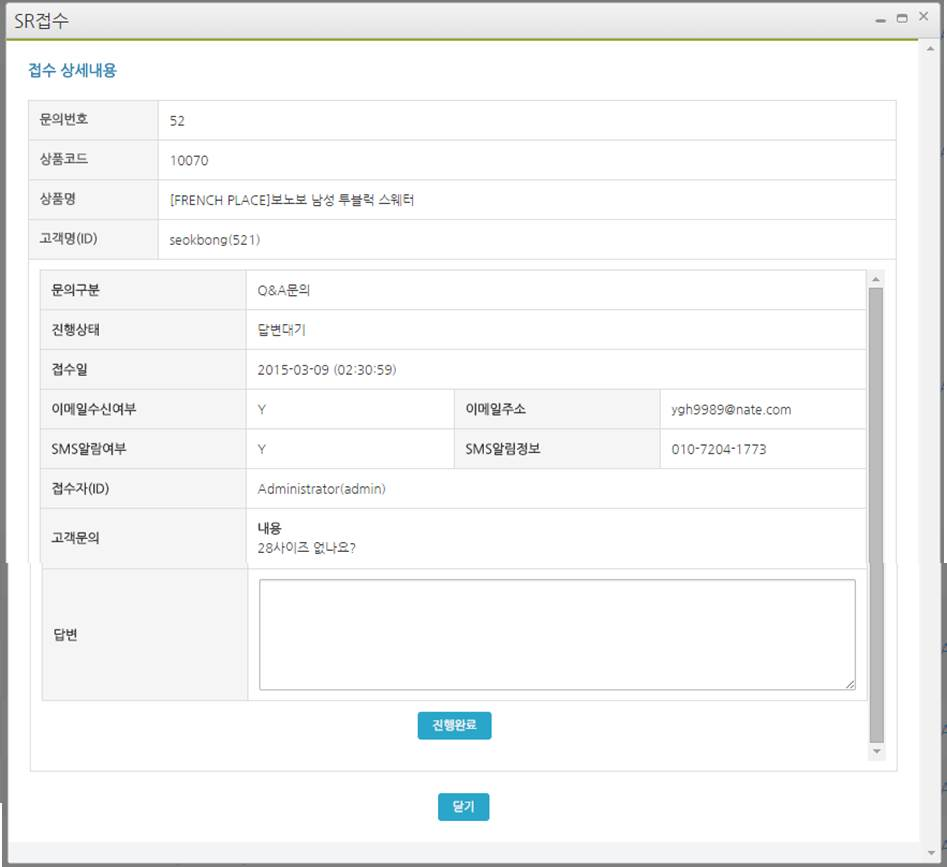 SR접수
접수 상세내용
문의번호 52
상품코드 10070
상품명 [FRENCH PLACE]보노보 남성 투블럭 스웨터
고객명(ID) seokbong(521)
문의구분 Q&A문의
진행상태 답변대기
접수일 2015-03-09 (02:30:59)
이메일수신여부 Y 이메일주소 ygh9989@nate.com
SMS알람여부 Y SMS알림정보 010-7204-1773
접수자(ID) Administrator(admin)
고객문의 내용
28사이즈 없나요?
답변
진행완료
닫기